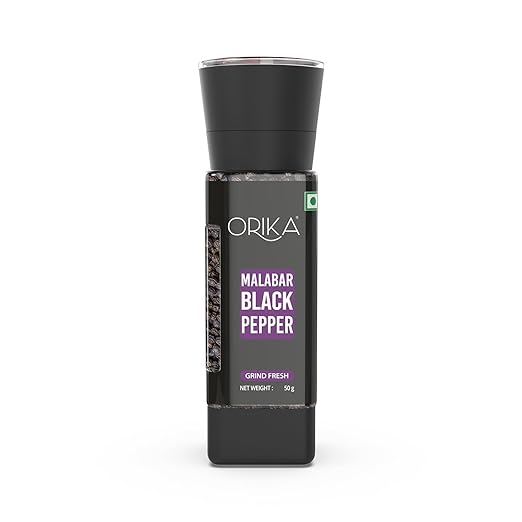 ORIKA®
MALABAR
BLACK
PEPPER
GRIND FRESH
NET WEIGHT : 50 g